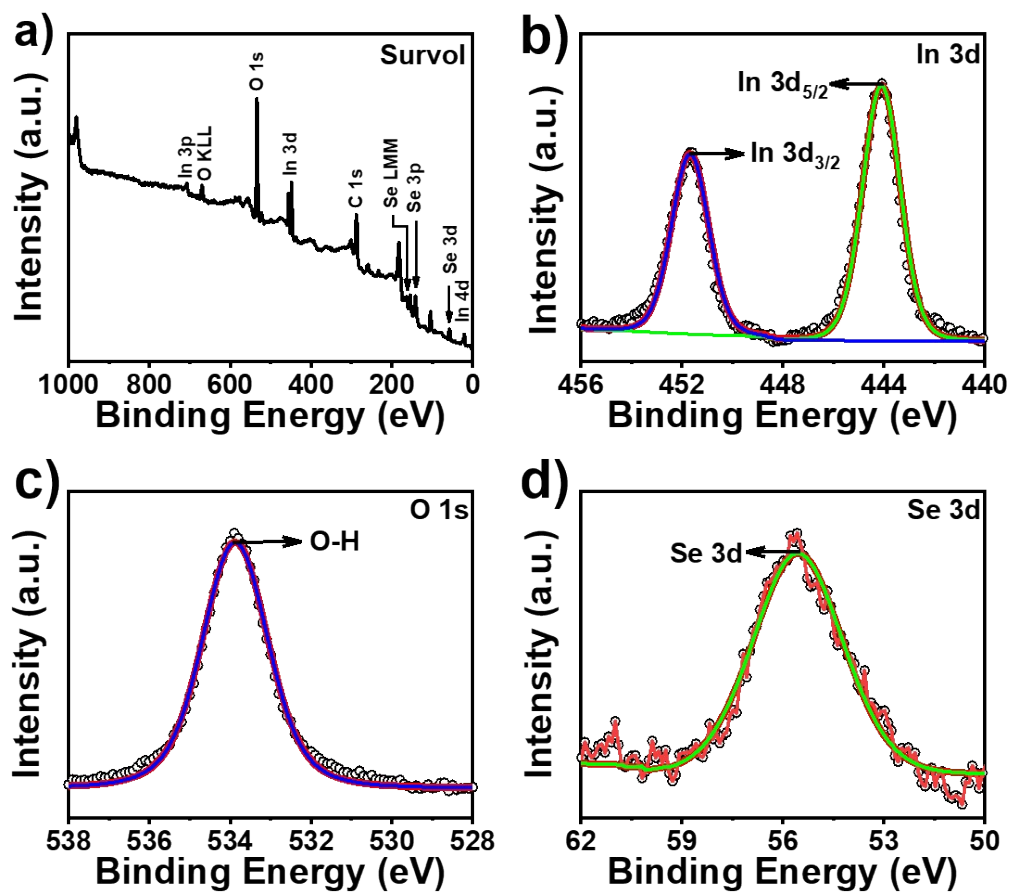 a)
Survol
Intensity (a.u.)
In 3p
O KLL
O 1s
In 3d
C 1s
Se LMM
Se 3p
Se 3d
In 4d
1000 800 600 400 200 0
Binding Energy (eV)
b)
In 3d
Intensity (a.u.)
In 3d5/2
In 3d3/2
456 452 448 444 440
Binding Energy (eV)
c)
O 1s
Intensity (a.u.)
O-H
538 536 534 532 530 528
Binding Energy (eV)
d)
Se 3d
Intensity (a.u.)
Se 3d
62 59 56 53 50
Binding Energy (eV)